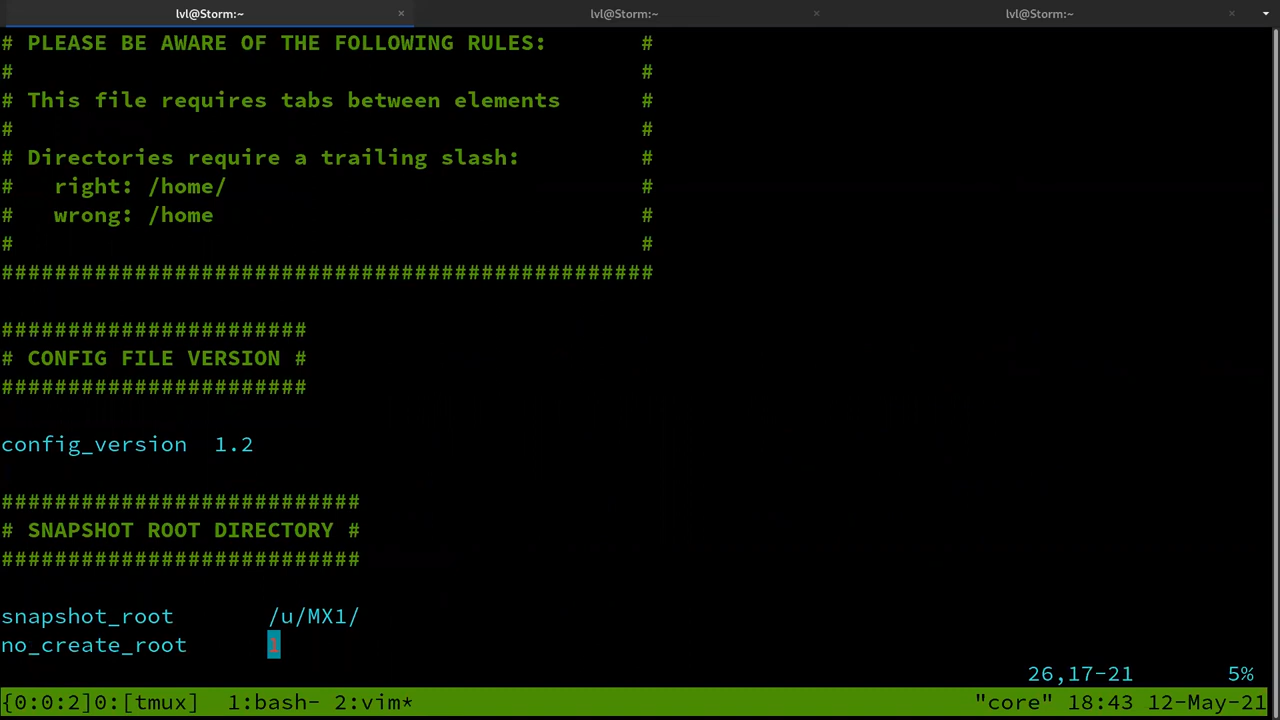 lvl@Storm:~ × lvl@Storm:~ × lvl@Storm:~ ×
# PLEASE BE AWARE OF THE FOLLOWING RULES: #
# #
# This file requires tabs between elements #
# #
# Directories require a trailing slash: #
# right: /home/ #
# wrong: /home #
# #
#################################################

#######################
# CONFIG FILE VERSION #
#######################

config_version 1.2

###########################
# SNAPSHOT ROOT DIRECTORY #
###########################

snapshot_root /u/MX1/
no_create_root 1
26,17-21 5%
{0:0:2}0:[tmux] 1:bash- 2:vim* "core" 18:43 12-May-21